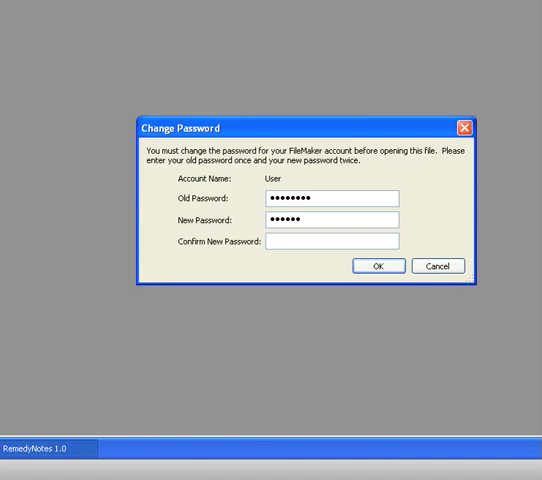 Change Password
You must change the password for your FileMaker account before opening this file. Please
enter your old password once and your new password twice.
Account Name: User
Old Password: ●●●●●●●●
New Password: ●●●●●●
Confirm New Password:
OK Cancel
RemedyNotes 1.0